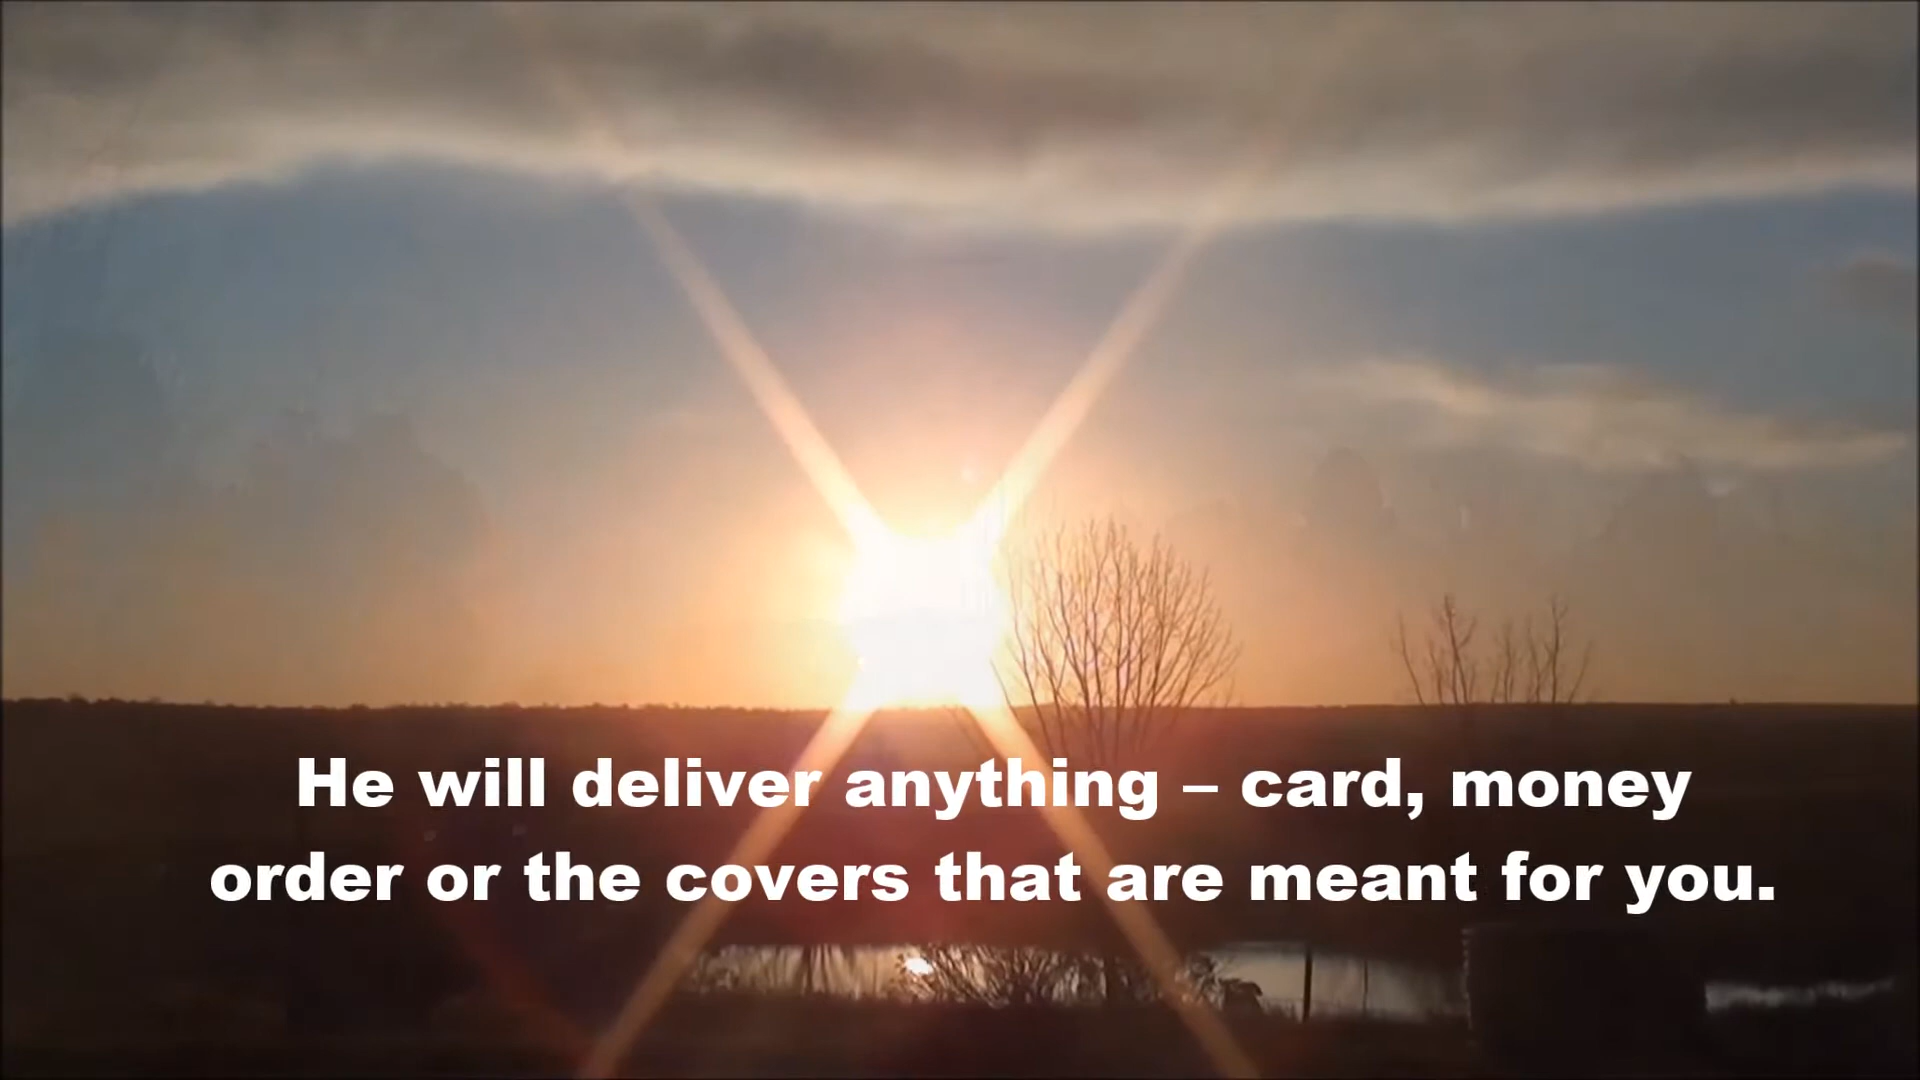 He will deliver anything – card, money
order or the covers that are meant for you.